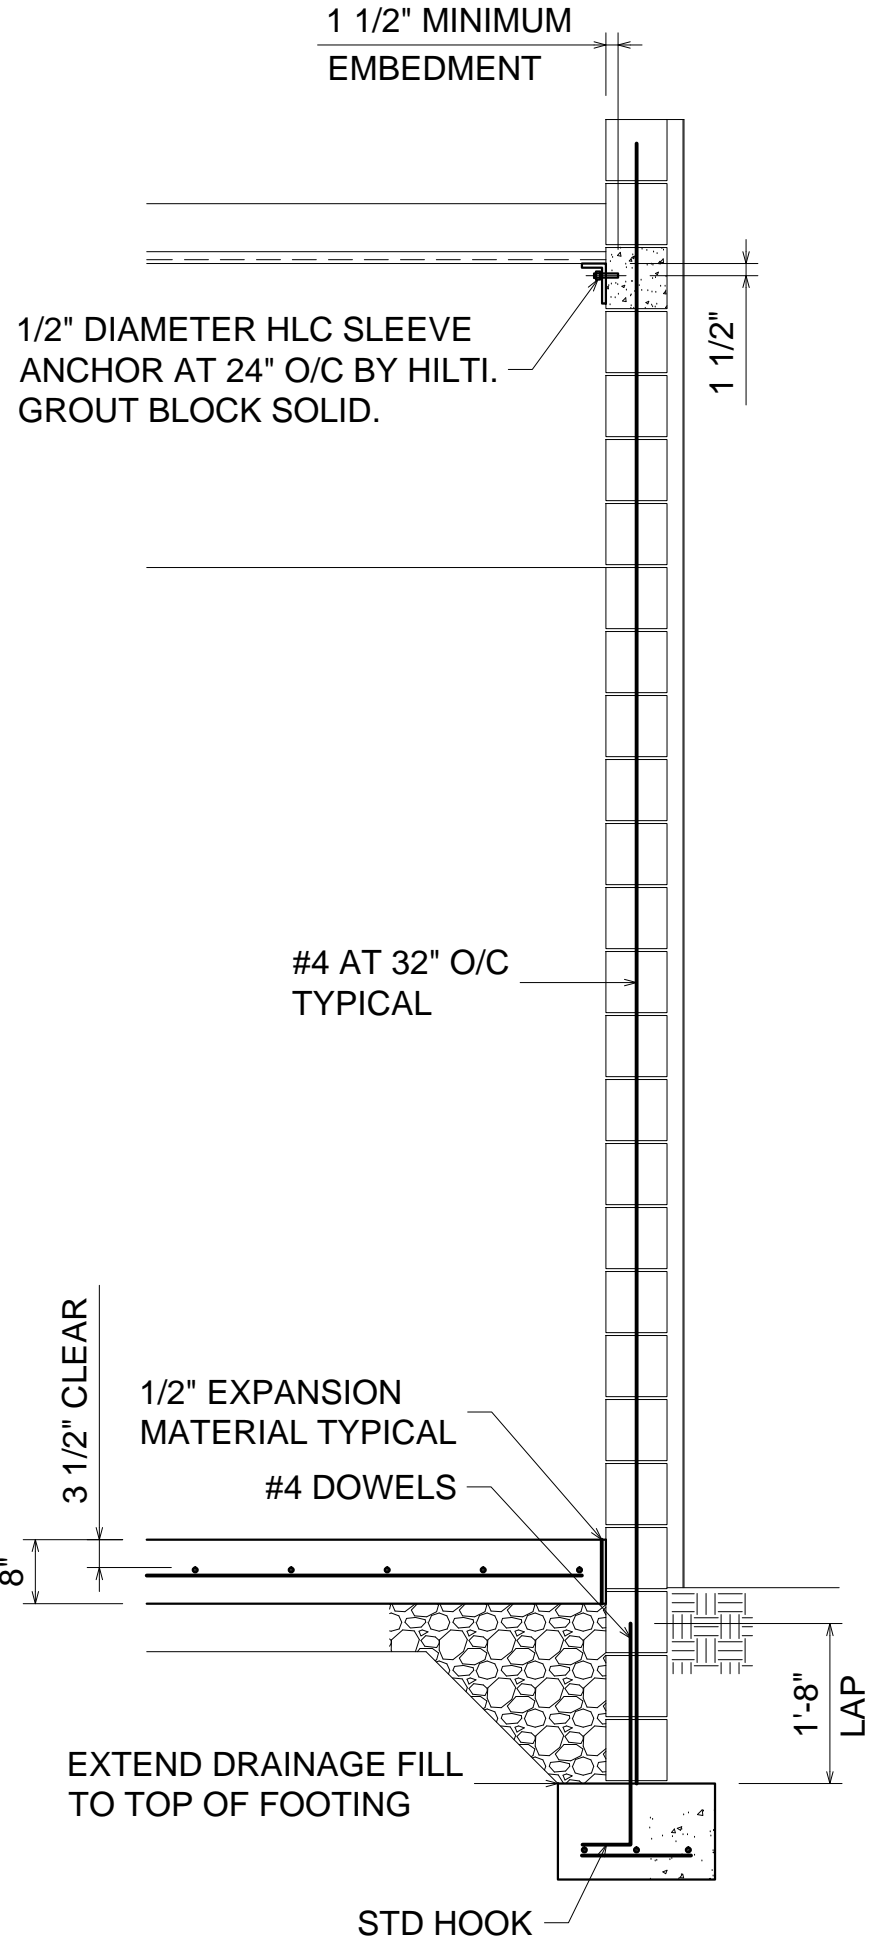 1 1/2" MINIMUM
EMBEDMENT
1/2" DIAMETER HLC SLEEVE
ANCHOR AT 24" O/C BY HILTI.
GROUT BLOCK SOLID.
1 1/2"
#4 AT 32" O/C
TYPICAL
3 1/2" CLEAR
1/2" EXPANSION
MATERIAL TYPICAL
#4 DOWELS
8"
1'-8"
LAP
EXTEND DRAINAGE FILL
TO TOP OF FOOTING
STD HOOK